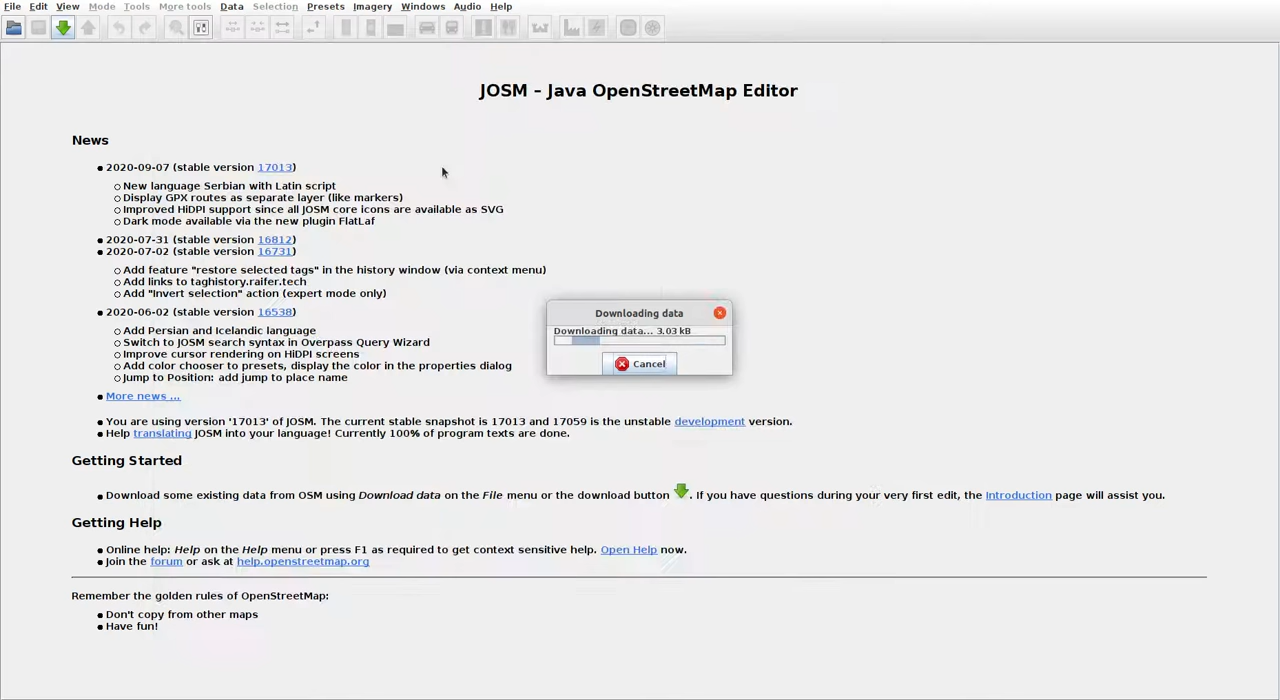 File Edit View Mode Tools More tools Data Selection Presets Imagery Windows Audio Help
JOSM – Java OpenStreetMap Editor
News
2020-09-07 (stable version 17013)
New language Serbian with Latin script
Display GPX routes as separate layer (like markers)
Improved HiDPI support since all JOSM core icons are available as SVG
Dark mode available via the new plugin FlatLaf
2020-07-31 (stable version 16812)
2020-07-02 (stable version 16731)
Add feature "restore selected tags" in the history window (via context menu)
Add links to taghistory.raifer.tech
Add "Invert selection" action (expert mode only)
2020-06-02 (stable version 16538)
Add Persian and Icelandic language
Switch to JOSM search syntax in Overpass Query Wizard
Improve cursor rendering on HiDPI screens
Add color chooser to presets, display the color in the properties dialog
Jump to Position: add jump to place name
More news ...
Downloading data
Downloading data... 3.03 kB
Cancel
You are using version '17013' of JOSM. The current stable snapshot is 17013 and 17059 is the unstable development version.
Help translating JOSM into your language! Currently 100% of program texts are done.
Getting Started
Download some existing data from OSM using Download data on the File menu or the download button . If you have questions during your very first edit, the Introduction page will assist you.
Getting Help
Online help: Help on the Help menu or press F1 as required to get context sensitive help. Open Help now.
Join the forum or ask at help.openstreetmap.org
Remember the golden rules of OpenStreetMap:
Don't copy from other maps
Have fun!